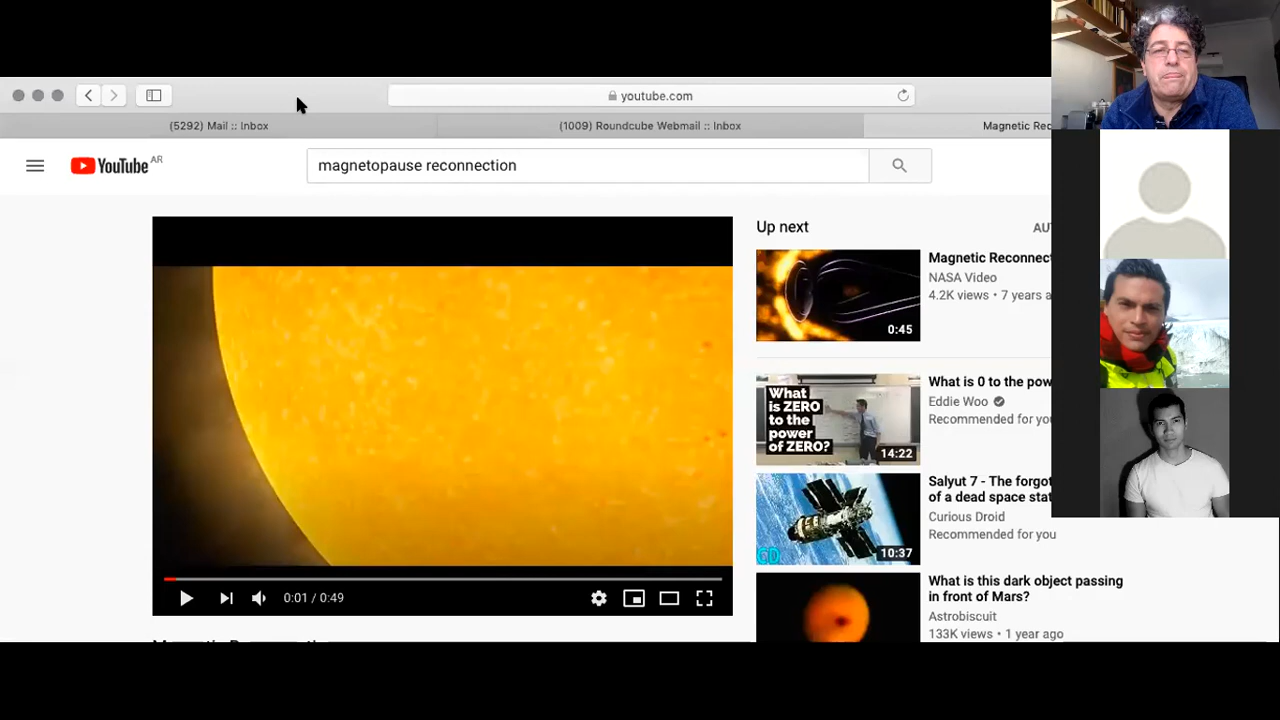 youtube.com
(5292) Mail :: Inbox
(1009) Roundcube Webmail :: Inbox
Magnetic Rec
YouTube AR
magnetopause reconnection
Up next
AU
Magnetic Reconnect
NASA Video
4.2K views • 7 years a
0:45
What is 0 to the pow
Eddie Woo
Recommended for you
What
is ZERO
to the
power
of ZERO?
14:22
Salyut 7 - The forgot
of a dead space stat
Curious Droid
Recommended for you
CD
10:37
What is this dark object passing
in front of Mars?
Astrobiscuit
133K views • 1 year ago
0:01 / 0:49